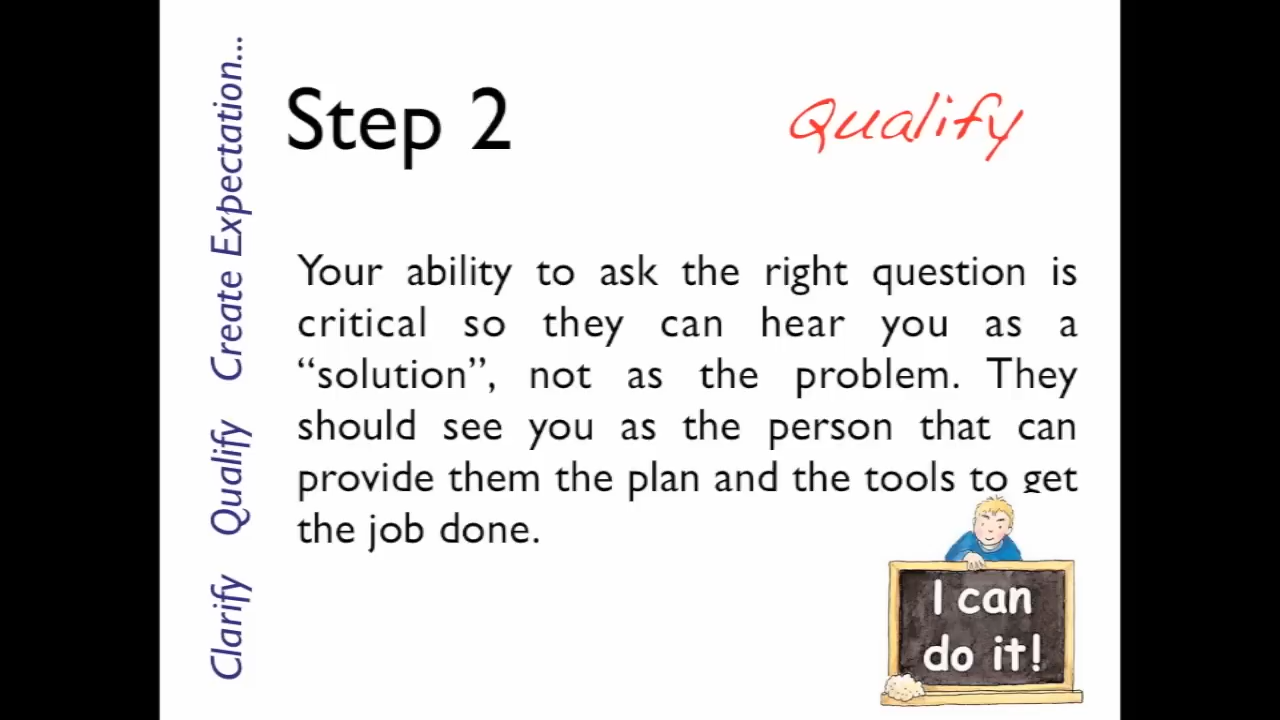 Clarify Qualify Create Expectation...
Step 2
Qualify
Your ability to ask the right question is
critical so they can hear you as a
“solution”, not as the problem. They
should see you as the person that can
provide them the plan and the tools to get
the job done.
I can
do it!